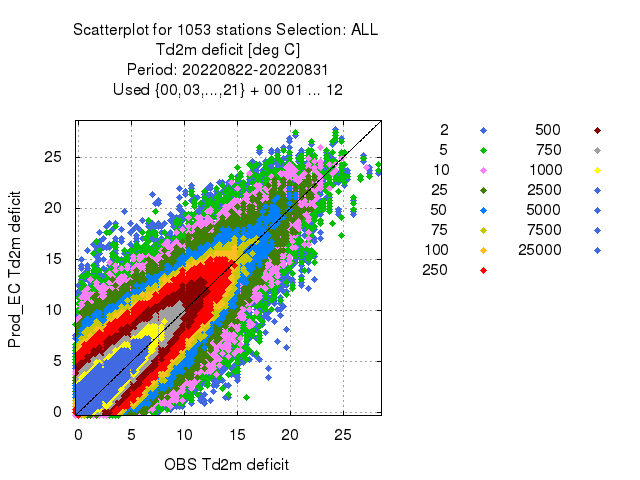 Scatterplot for 1053 stations Selection: ALL
Td2m deficit [deg C]
Period: 20220822-20220831
Used {00,03,...,21} + 00 01 ... 12
Prod_EC Td2m deficit
25
20
15
10
5
0
0 5 10 15 20 25
OBS Td2m deficit
2 500
5 750
10 1000
25 2500
50 5000
75 7500
100 25000
250